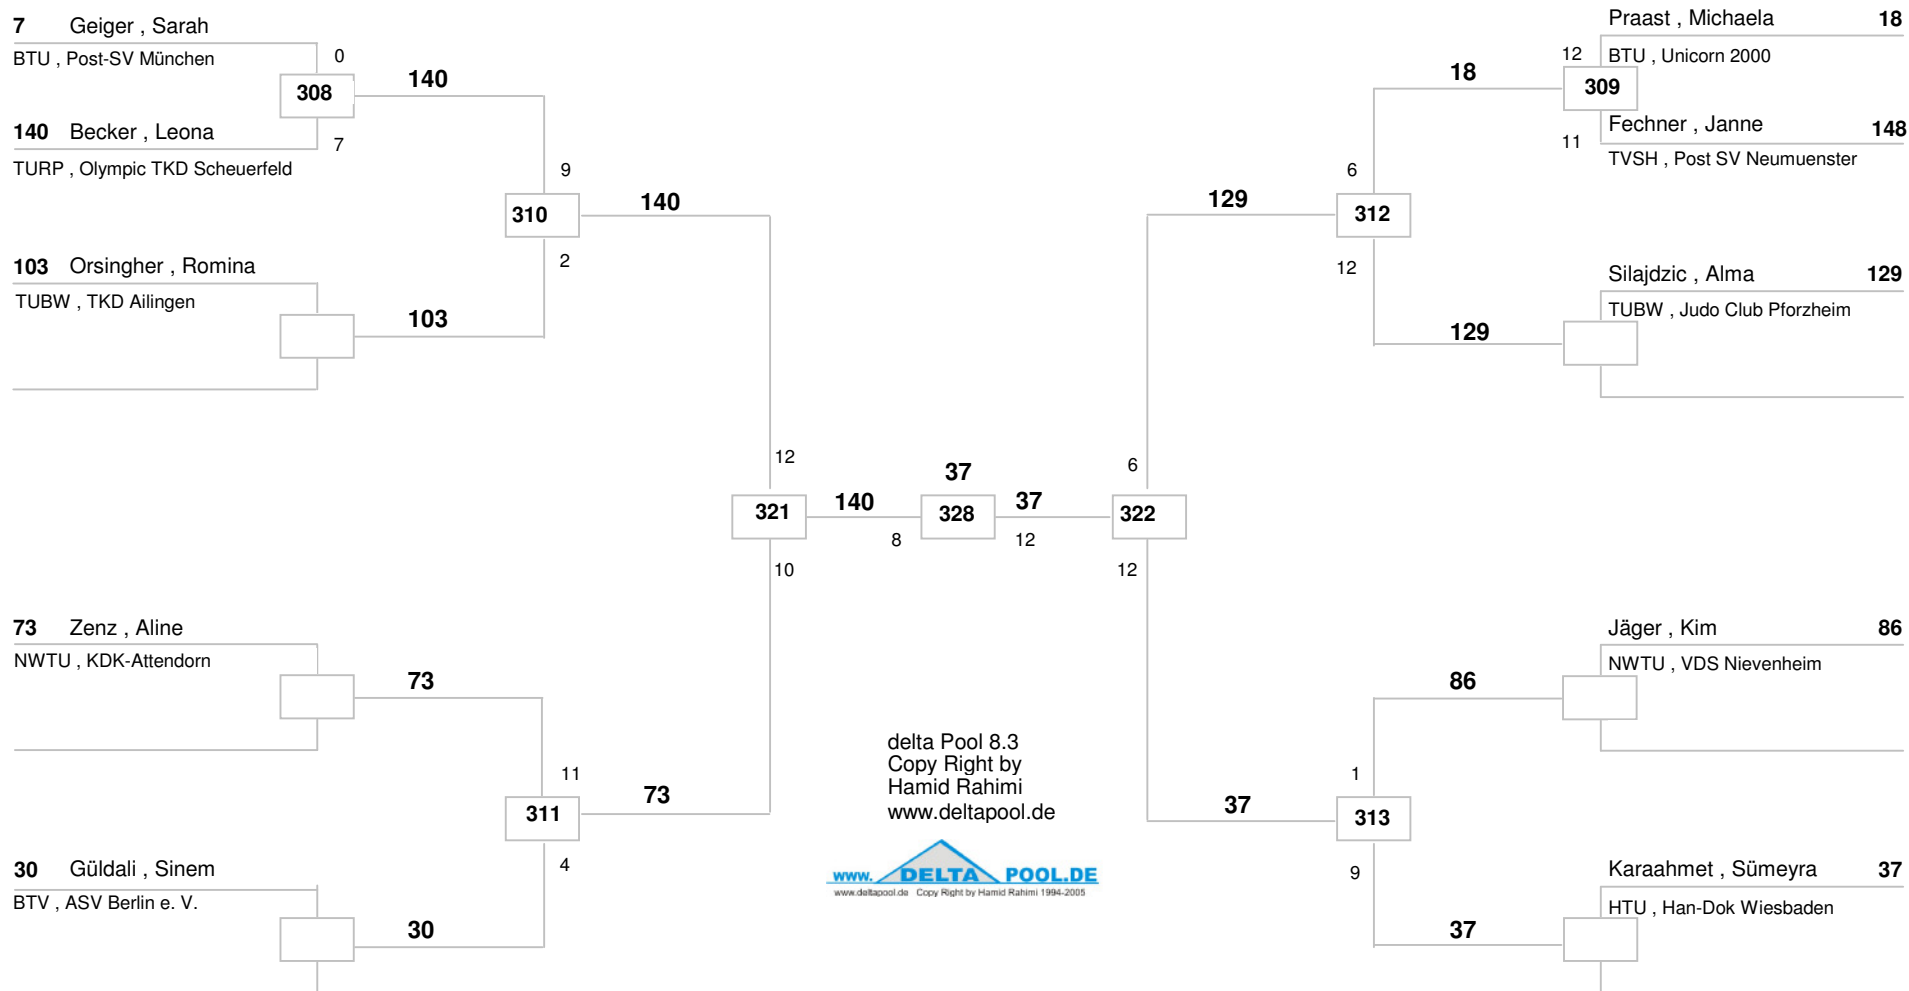 7 Geiger , Sarah
BTU , Post-SV München
0
308
140
140 Becker , Leona
7
TURP , Olympic TKD Scheuerfeld
9
310
140
2
103 Orsingher , Romina
TUBW , TKD Ailingen
103
12
321
140
8
10
73 Zenz , Aline
NWTU , KDK-Attendorn
73
11
311
73
4
30 Güldali , Sinem
BTV , ASV Berlin e. V.
30
37
328
37
12
delta Pool 8.3
Copy Right by
Hamid Rahimi
www.deltapool.de
www. DELTA POOL.DE
www.deltapool.de Copy Right by Hamid Rahimi 1994-2005
Praast , Michaela 18
12
BTU , Unicorn 2000
18
309
Fechner , Janne 148
11
TVSH , Post SV Neumuenster
6
129
312
12
Silajdzic , Alma 129
TUBW , Judo Club Pforzheim
129
6
322
12
Jäger , Kim 86
NWTU , VDS Nievenheim
86
1
37
313
9
Karaahmet , Sümeyra 37
HTU , Han-Dok Wiesbaden
37